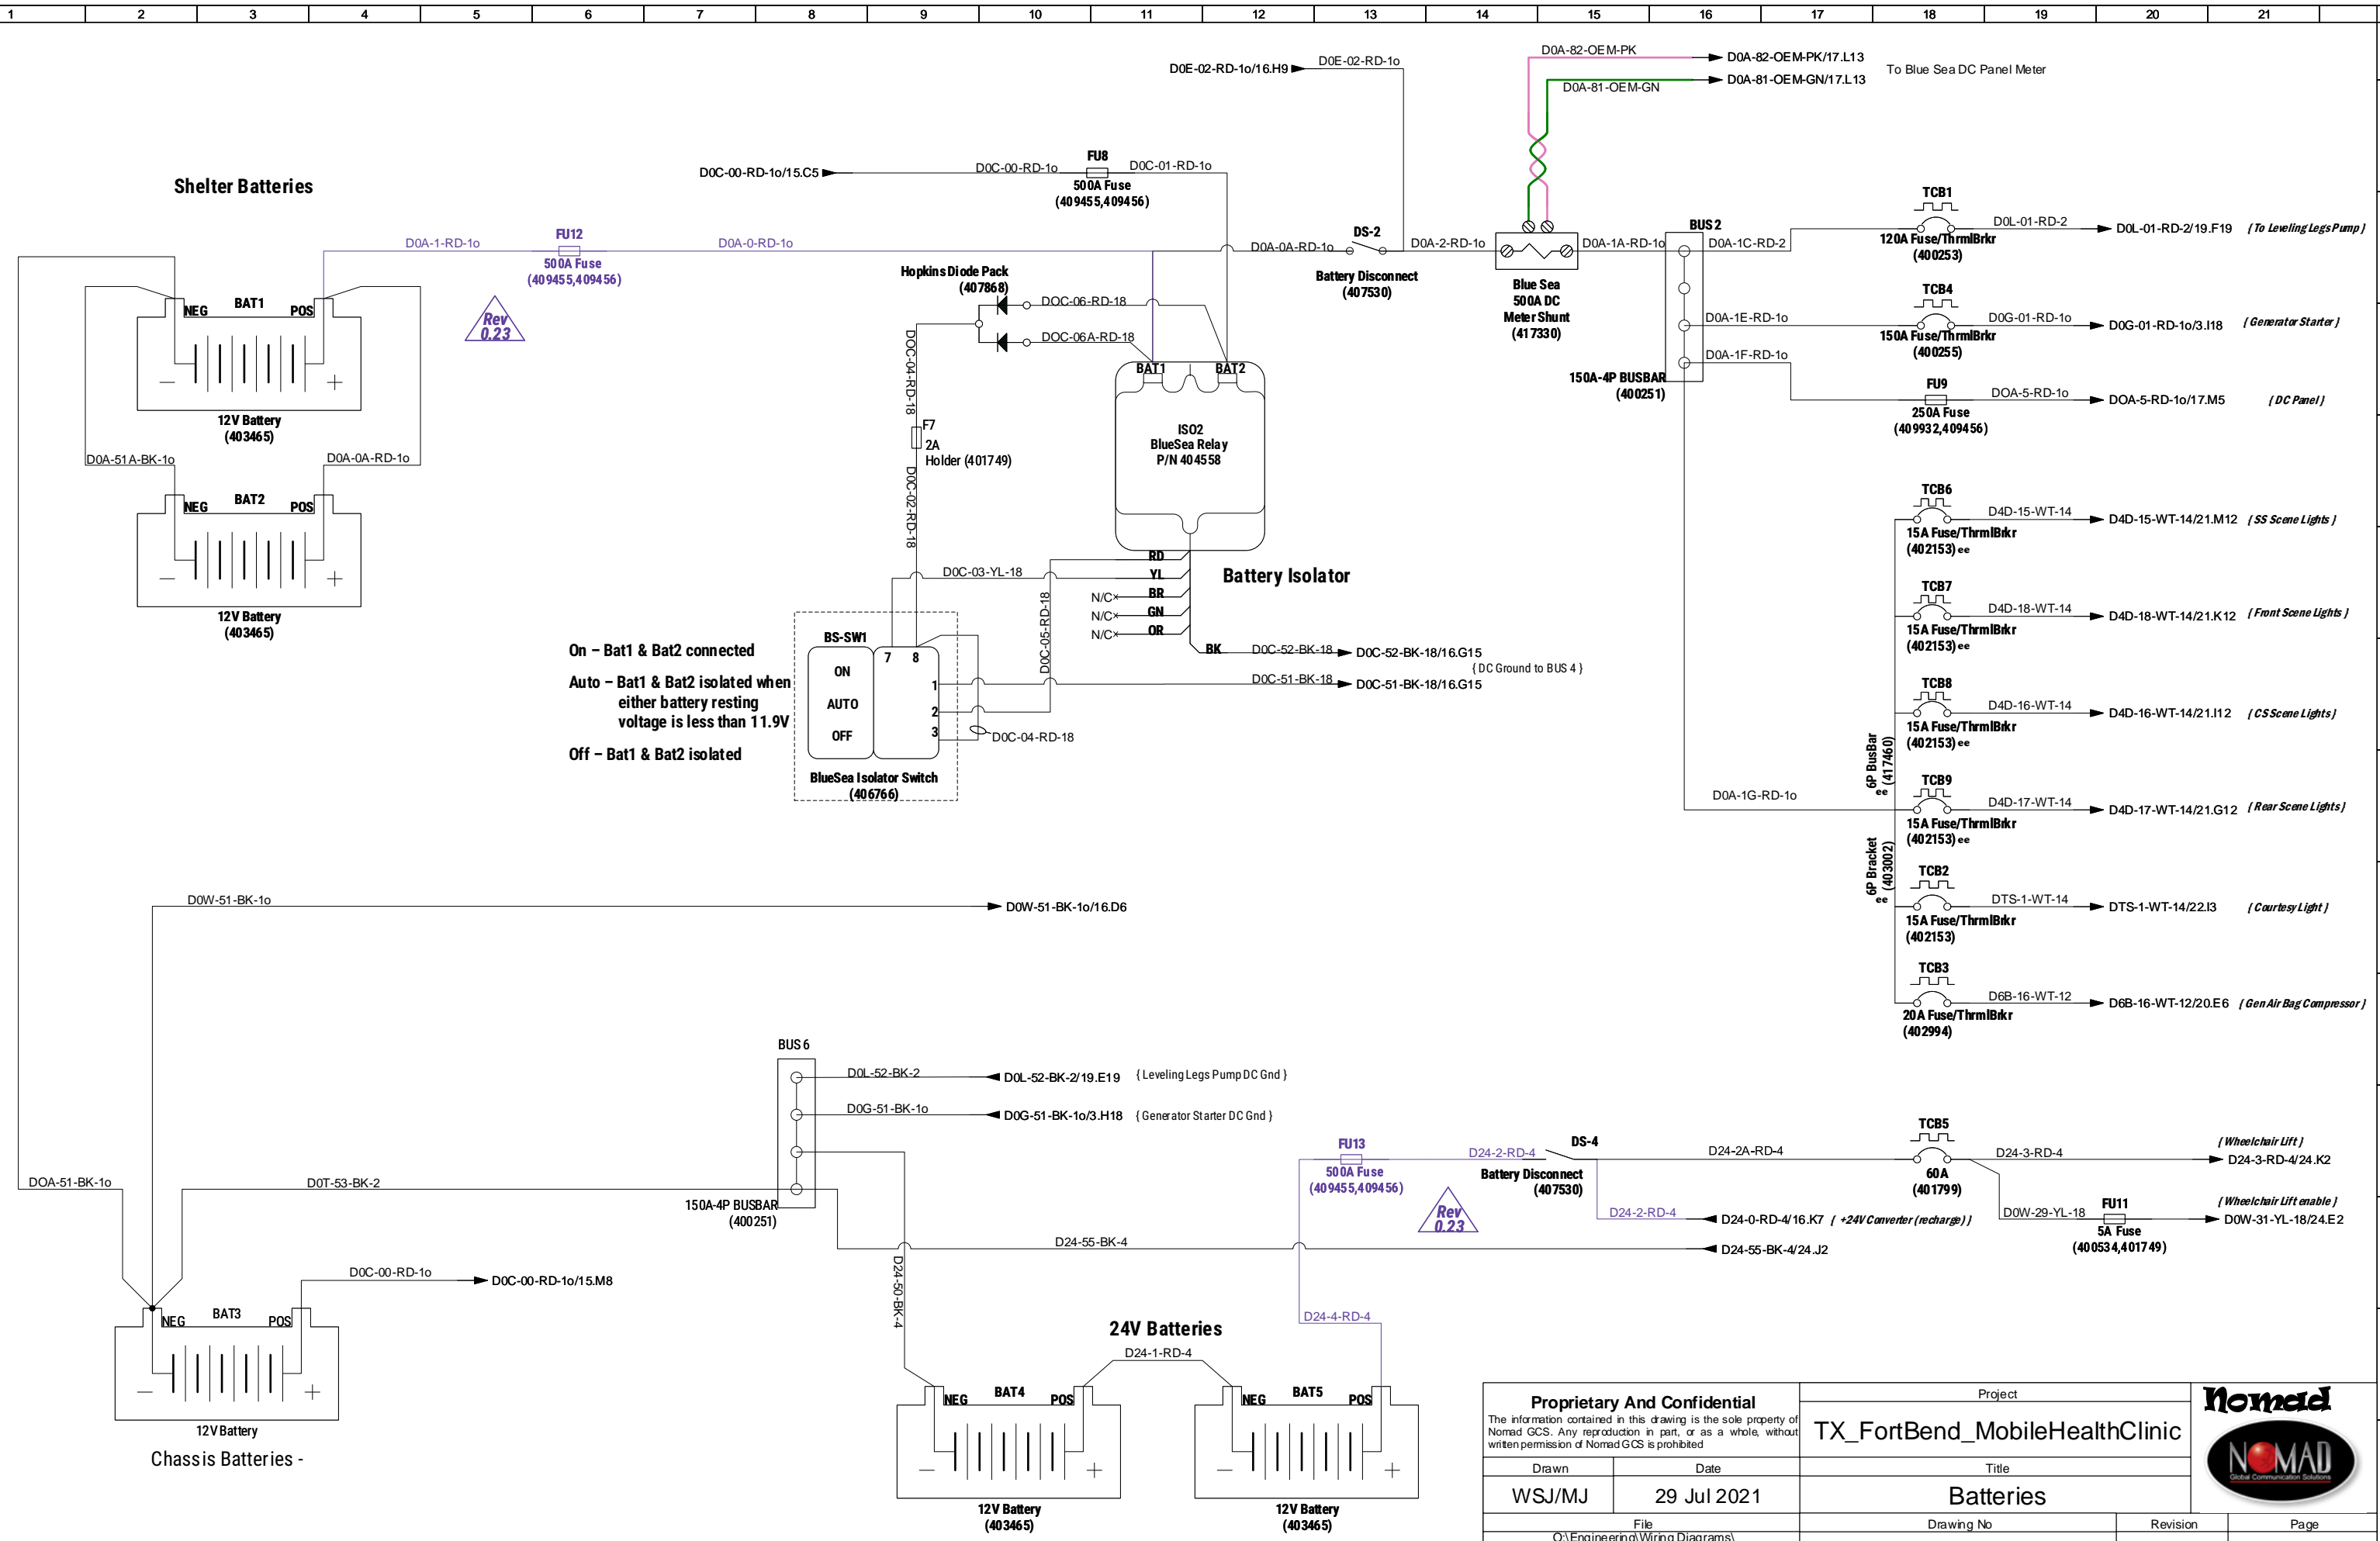 1 2 3 4 5 6 7 8 9 10 11 12 13 14 15 16 17 18 19 20 21
D0A-82-OEM-PK
D0A-82-OEM-PK/17.L13
D0E-02-RD-1o/16.H9
D0E-02-RD-1o
To Blue Sea DC Panel Meter
D0A-81-OEM-GN
D0A-81-OEM-GN/17.L13
Shelter Batteries
D0C-00-RD-1o/15.C5
D0C-00-RD-1o
FU8
D0C-01-RD-1o
500A Fuse
(409455,409456)
D0A-1-RD-1o
FU12
D0A-0-RD-1o
500A Fuse
(409455,409456)
Rev
0.23
D0A-0A-RD-1o
DS-2
D0A-2-RD-1o
Battery Disconnect
(407530)
D0A-1A-RD-1o
Blue Sea
500A DC
Meter Shunt
(417330)
BUS 2
D0A-1C-RD-2
D0A-1E-RD-1o
D0A-1F-RD-1o
150A-4P BUSBAR
(400251)
TCB1
D0L-01-RD-2
D0L-01-RD-2/19.F19
{ To Leveling Legs Pump }
120A Fuse/ThrmlBrkr
(400253)
TCB4
D0G-01-RD-1o
D0G-01-RD-1o/3.I18
{ Generator Starter }
150A Fuse/ThrmlBrkr
(400255)
FU9
DOA-5-RD-1o
DOA-5-RD-1o/17.M5
{ DC Panel }
250A Fuse
(409932,409456)
BAT1
NEG
POS
12V Battery
(403465)
D0A-51A-BK-1o
D0A-0A-RD-1o
BAT2
NEG
POS
12V Battery
(403465)
Hopkins Diode Pack
(407868)
DOC-06-RD-18
DOC-06A-RD-18
DOC-04-RD-18
F7
2A
Holder (401749)
D0C-02-RD-18
BAT1
BAT2
ISO2
BlueSea Relay
P/N 404558
Battery Isolator
RD
D0C-03-YL-18
YL
N/C
BR
N/C
GN
N/C
OR
BK
D0C-05-RD-18
D0C-52-BK-18
D0C-52-BK-18/16.G15
{ DC Ground to BUS 4 }
D0C-51-BK-18
D0C-51-BK-18/16.G15
On – Bat1 & Bat2 connected
Auto – Bat1 & Bat2 isolated when
either battery resting
voltage is less than 11.9V
Off – Bat1 & Bat2 isolated
BS-SW1
ON
AUTO
OFF
7
8
1
2
3
D0C-04-RD-18
BlueSea Isolator Switch
(406766)
TCB6
D4D-15-WT-14
D4D-15-WT-14/21.M12
{ SS Scene Lights }
15A Fuse/ThrmlBrkr
(402153) ee
TCB7
D4D-18-WT-14
D4D-18-WT-14/21.K12
{ Front Scene Lights }
15A Fuse/ThrmlBrkr
(402153) ee
TCB8
D4D-16-WT-14
D4D-16-WT-14/21.I12
{ CS Scene Lights }
15A Fuse/ThrmlBrkr
(402153) ee
6P BusBar
(417460)
ee
D0A-1G-RD-1o
TCB9
D4D-17-WT-14
D4D-17-WT-14/21.G12
{ Rear Scene Lights }
15A Fuse/ThrmlBrkr
(402153) ee
6P Bracket
(403002)
ee
TCB2
DTS-1-WT-14
DTS-1-WT-14/22.I3
{ Courtesy Light }
15A Fuse/ThrmlBrkr
(402153)
TCB3
D6B-16-WT-12
D6B-16-WT-12/20.E6
{ Gen Air Bag Compressor }
20A Fuse/ThrmlBrkr
(402994)
D0W-51-BK-1o
D0W-51-BK-1o/16.D6
BUS 6
D0L-52-BK-2
D0L-52-BK-2/19.E19
{ Leveling Legs Pump DC Gnd }
D0G-51-BK-1o
D0G-51-BK-1o/3.H18
{ Generator Starter DC Gnd }
150A-4P BUSBAR
(400251)
DOA-51-BK-1o
D0T-53-BK-2
FU13
500A Fuse
(409455,409456)
D24-2-RD-4
DS-4
Battery Disconnect
(407530)
Rev
0.23
D24-2A-RD-4
D24-2-RD-4
D24-0-RD-4/16.K7
{ +24V Converter (recharge) }
D24-55-BK-4
D24-55-BK-4/24.J2
TCB5
60A
(401799)
D24-3-RD-4
{ Wheelchair Lift }
D24-3-RD-4/24.K2
D0W-29-YL-18
FU11
5A Fuse
(400534,401749)
{ Wheelchair Lift enable }
D0W-31-YL-18/24.E2
D0C-00-RD-1o
D0C-00-RD-1o/15.M8
D24-50-BK-4
BAT3
NEG
POS
12V Battery
Chassis Batteries -
24V Batteries
D24-1-RD-4
D24-4-RD-4
BAT4
NEG
POS
12V Battery
(403465)
BAT5
NEG
POS
12V Battery
(403465)
Proprietary And Confidential
The information contained in this drawing is the sole property of
Nomad GCS. Any reproduction in part, or as a whole, without
written permission of Nomad GCS is prohibited
Project
TX_FortBend_MobileHealthClinic
Nomad
NOMAD
Global Communication Solutions
Drawn
Date
Title
WSJ/MJ
29 Jul 2021
Batteries
File
Drawing No
Revision
Page
O:\Engineering\Wiring Diagrams\